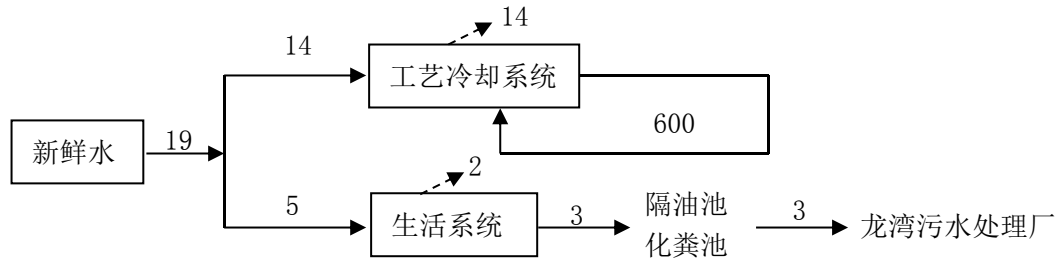 14
14
工艺冷却系统
600
19
新鲜水
2
5
生活系统
3
隔油池
化粪池
3
龙湾污水处理厂